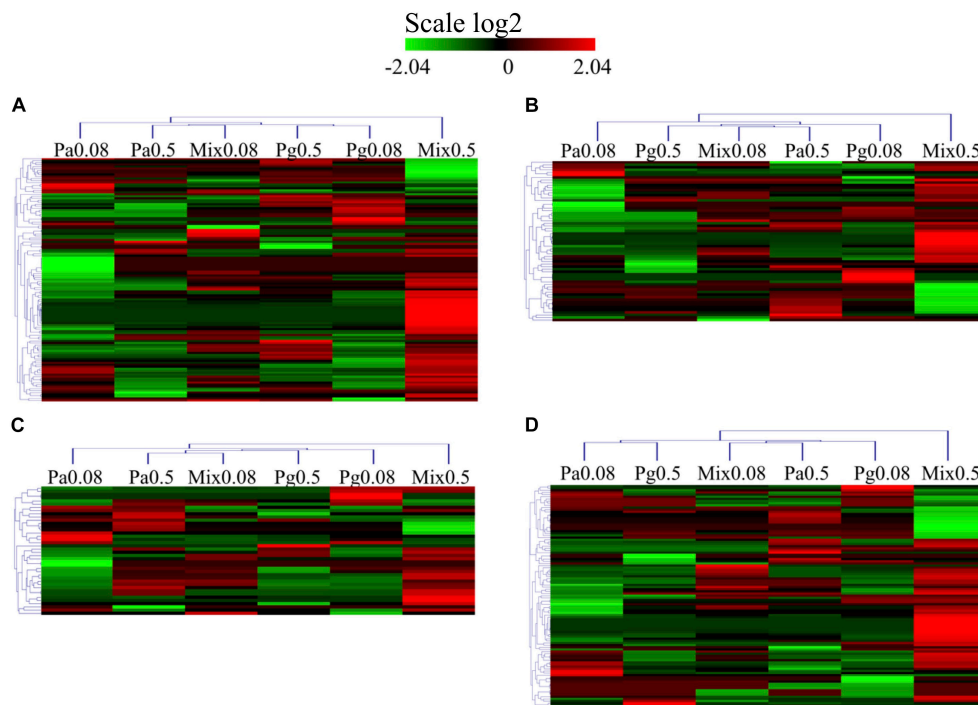 Scale log2
-2.04 0 2.04
A
Pa0.08 Pa0.5 Mix0.08 Pg0.5 Pg0.08 Mix0.5
B
Pa0.08 Pg0.5 Mix0.08 Pa0.5 Pg0.08 Mix0.5
C
Pa0.08 Pa0.5 Mix0.08 Pg0.5 Pg0.08 Mix0.5
D
Pa0.08 Pg0.5 Mix0.08 Pa0.5 Pg0.08 Mix0.5